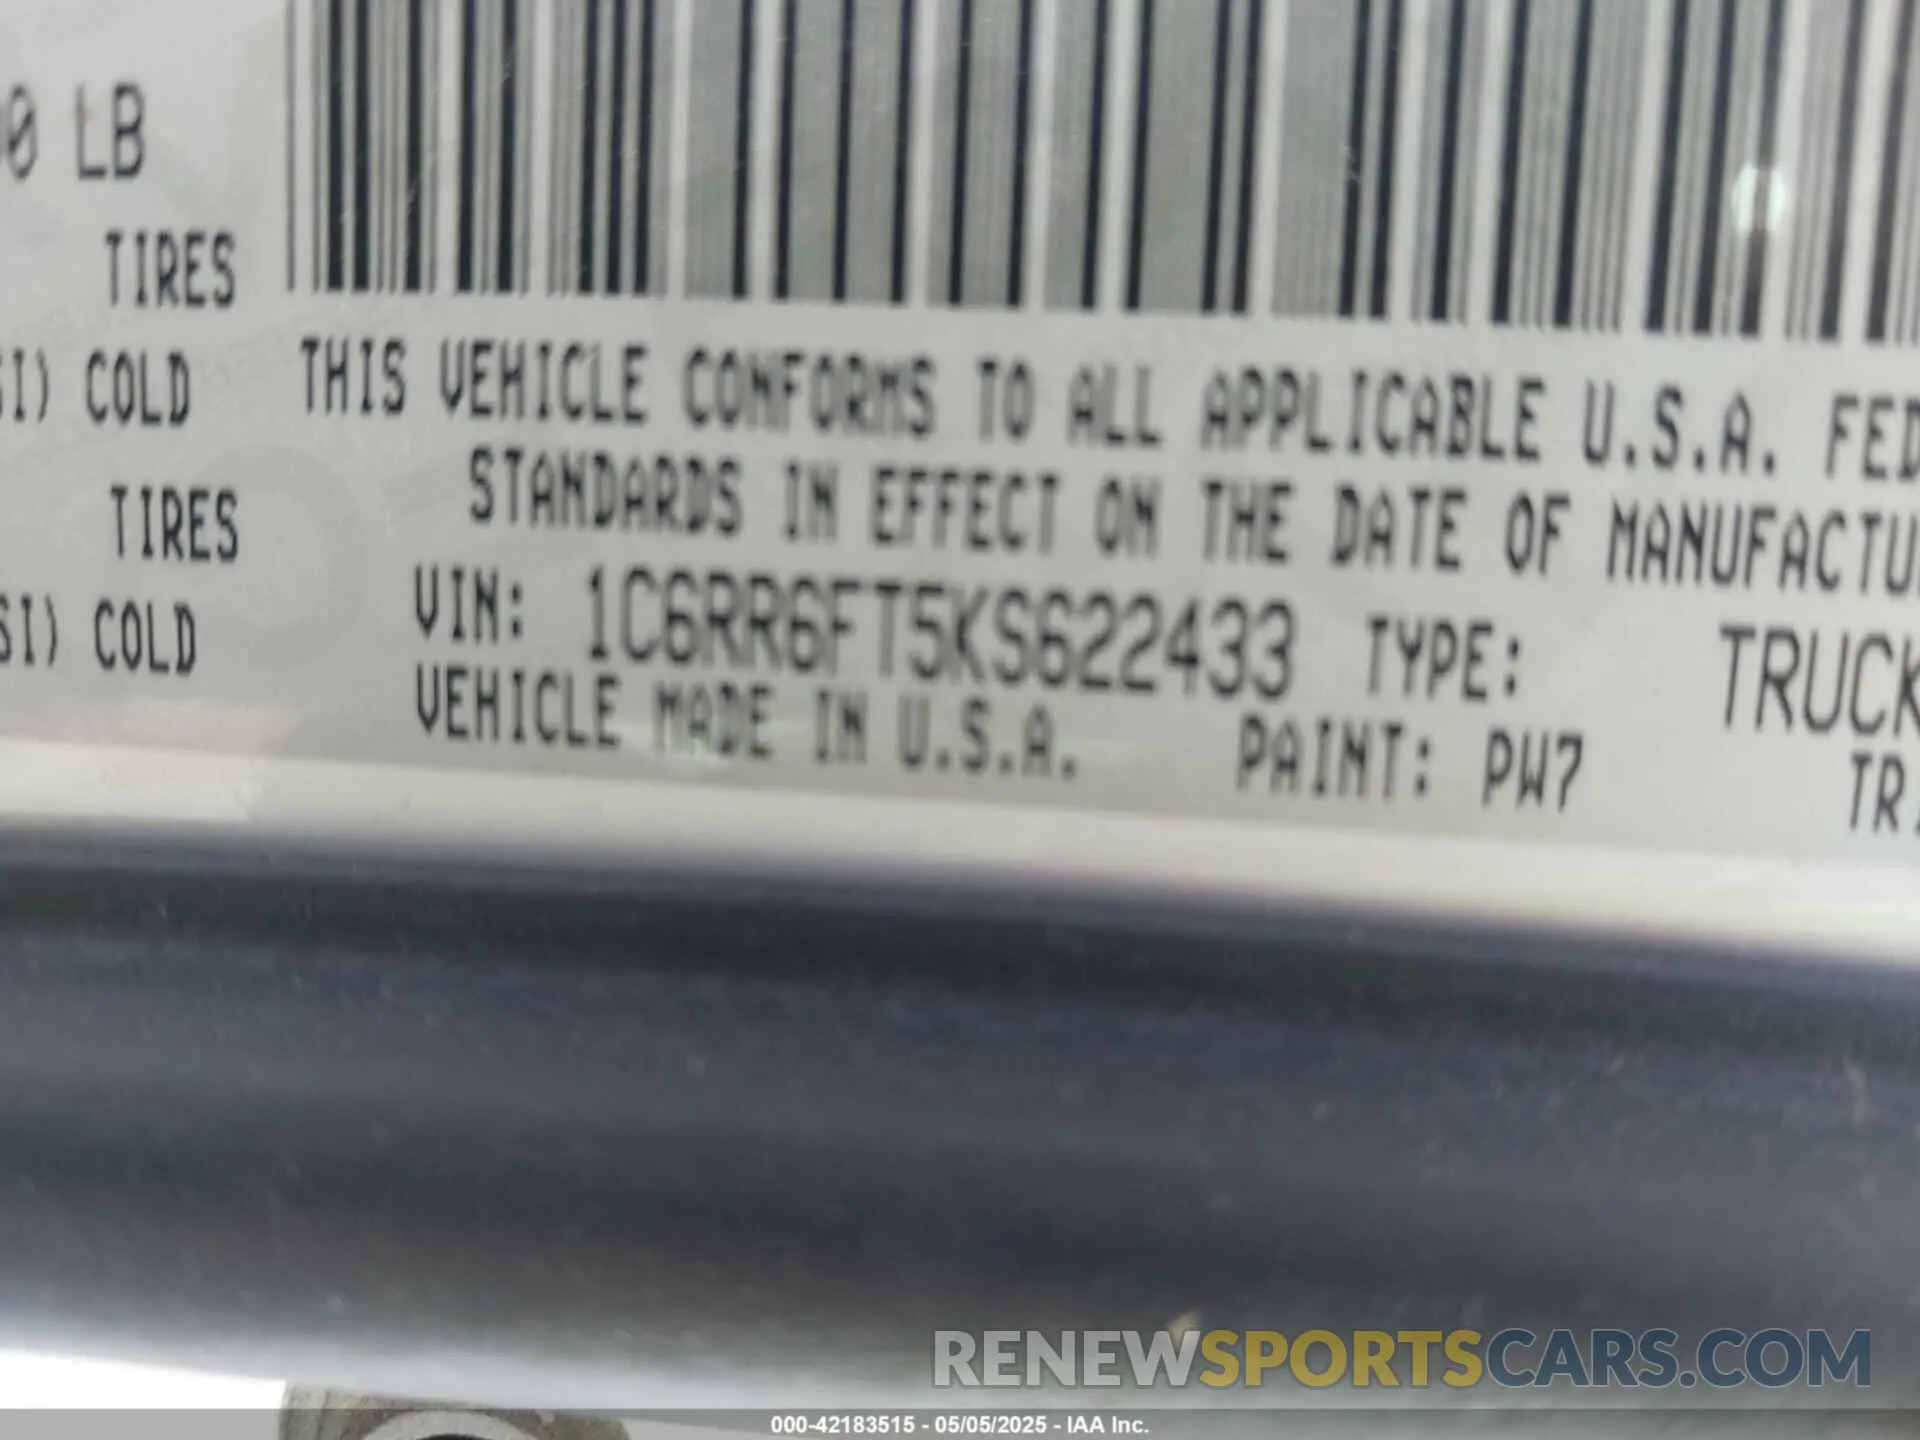 00 LB
TIRES
SI) COLD
TIRES
SI) COLD
THIS VEHICLE CONFORMS TO ALL APPLICABLE U.S.A. FED
STANDARDS IN EFFECT ON THE DATE OF MANUFACTU
VIN: 1C6RR6FT5KS622433 TYPE: TRUCK
VEHICLE MADE IN U.S.A. PAINT: PW7
TR
RENEWSPORTSCARS.COM
000-42183515 - 05/05/2025 - IAA Inc.